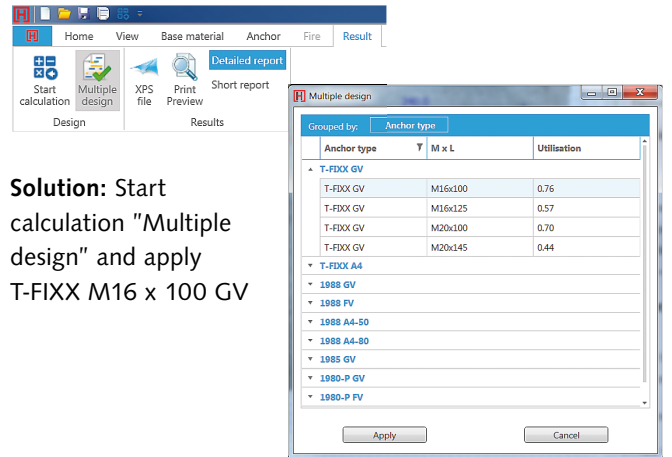 Home View Base material Anchor Fire Result
Start calculation
Multiple design
XPS file
Print Preview
Detailed report
Short report
Design Results
Solution: Start
calculation "Multiple
design" and apply
T-FIXX M16 x 100 GV
Multiple design
Grouped by: Anchor type
Anchor type M x L Utilisation
T-FIXX GV
T-FIXX GV M16x100 0.76
T-FIXX GV M16x125 0.57
T-FIXX GV M20x100 0.70
T-FIXX GV M20x145 0.44
T-FIXX A4
1988 GV
1988 FV
1988 A4-50
1988 A4-80
1985 GV
1980-P GV
1980-P FV
Apply Cancel